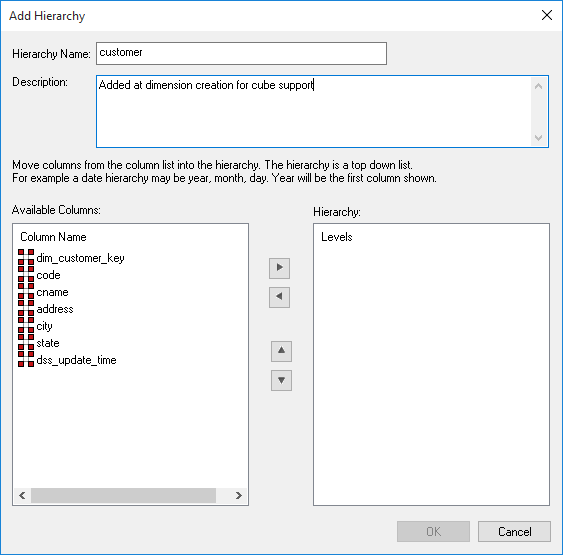 Add Hierarchy
Hierarchy Name: customer
Description: Added at dimension creation for cube support
Move columns from the column list into the hierarchy. The hierarchy is a top down list.
For example a date hierarchy may be year, month, day. Year will be the first column shown.
Available Columns:
Column Name
dim_customer_key
code
cname
address
city
state
dss_update_time
Hierarchy:
Levels
OK
Cancel